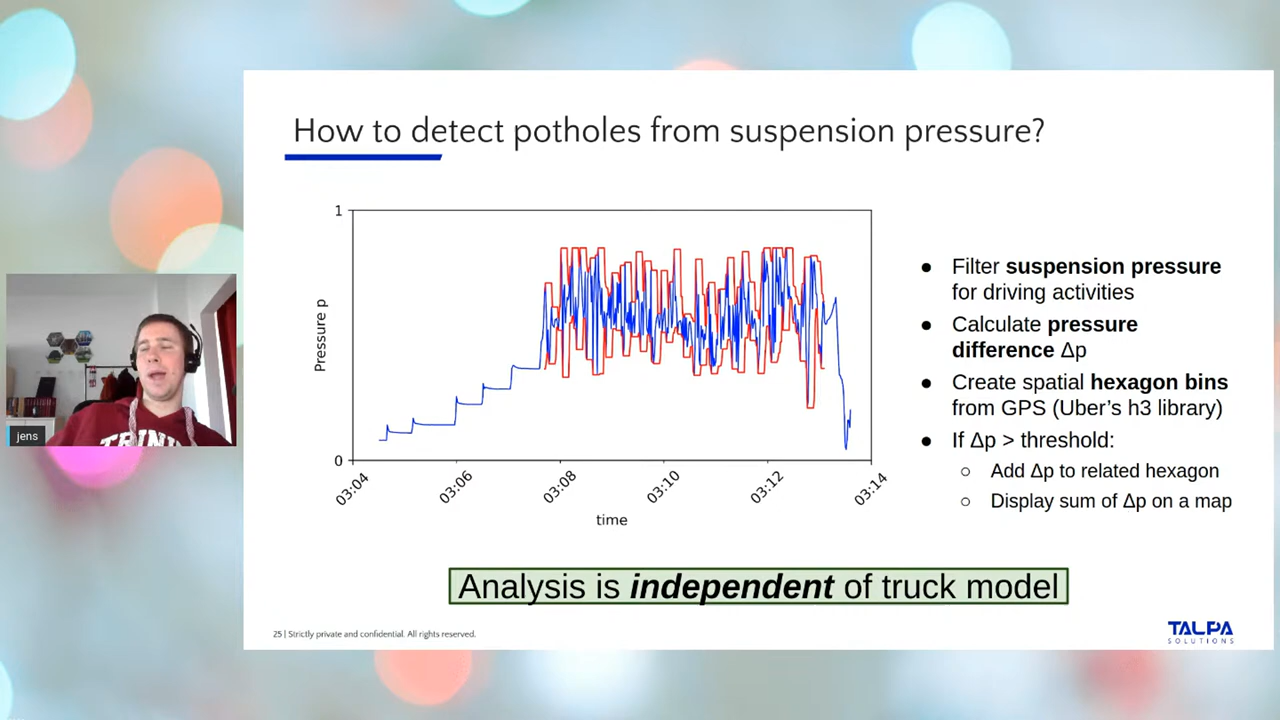 How to detect potholes from suspension pressure?
1
0
Pressure p
03:04
03:06
03:08
03:10
03:12
03:14
time
● Filter suspension pressure
for driving activities
● Calculate pressure
difference Δp
● Create spatial hexagon bins
from GPS (Uber's h3 library)
● If Δp > threshold:
○ Add Δp to related hexagon
○ Display sum of Δp on a map
Analysis is independent of truck model
25 | Strictly private and confidential. All rights reserved.
TALPA
SOLUTIONS
jens